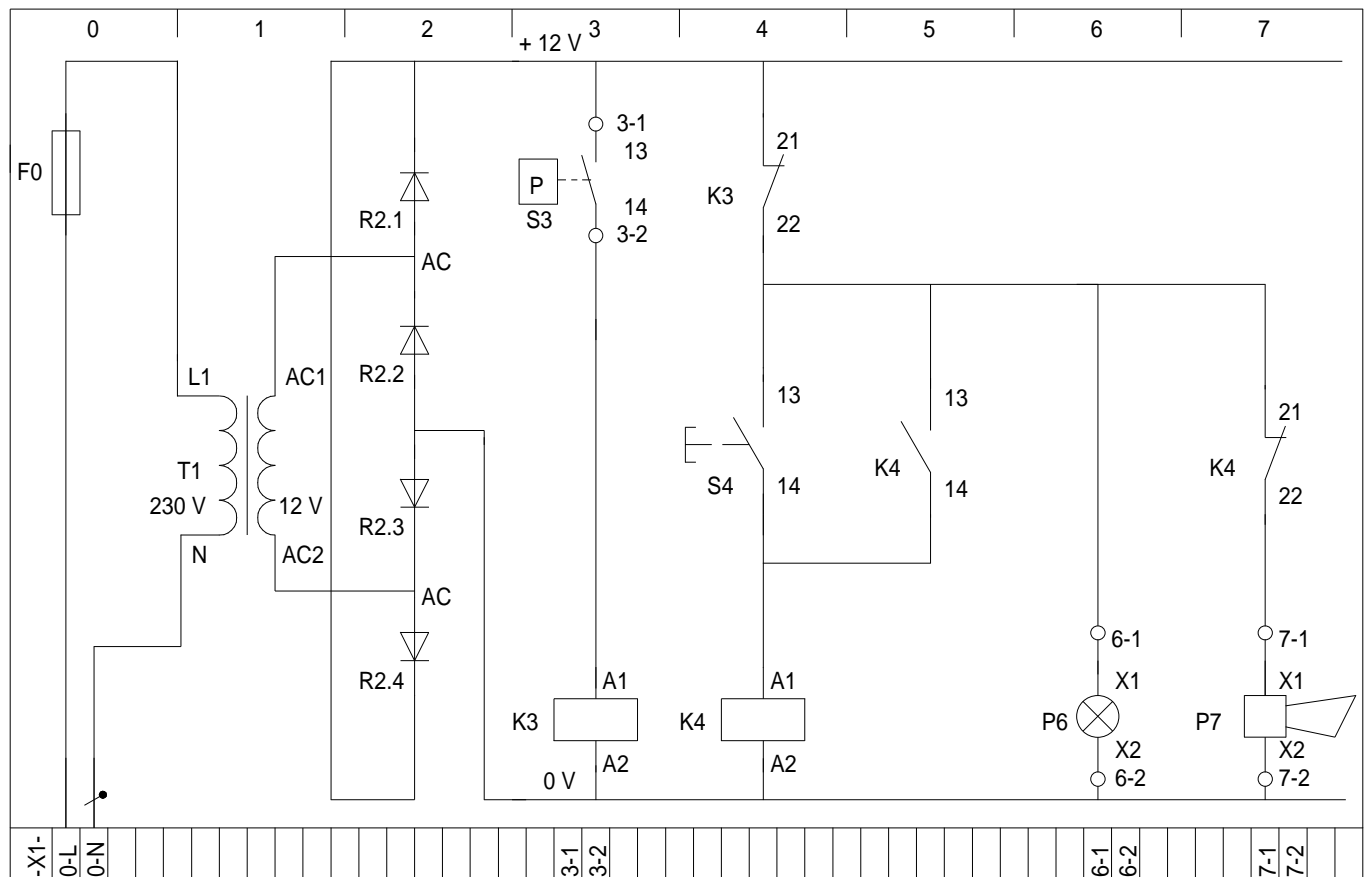 0 1 2 3 4 5 6 7
+ 12 V
3-1
13
21
F0
P
K3
14
S3
R2.1
22
3-2
AC
L1
AC1
R2.2
13
13
21
T1
K4
K4
S4
14
14
22
230 V
12 V
R2.3
N
AC2
AC
6-1
7-1
R2.4
A1
A1
X1
X1
K3
K4
P6
P7
A2
A2
X2
X2
0 V
6-2
7-2
-X1-
0-L
0-N
3-1
3-2
6-1
6-2
7-1
7-2